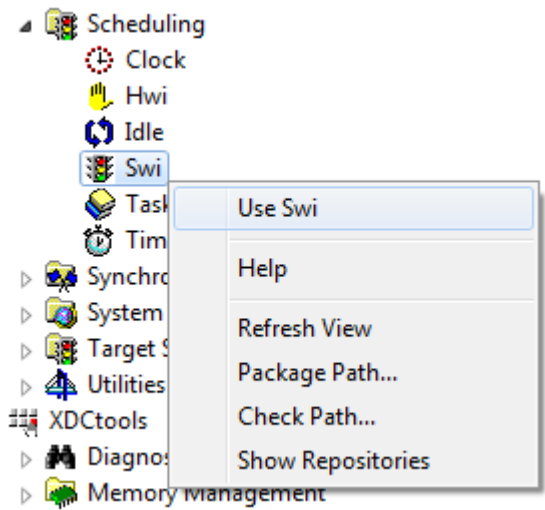 Scheduling
Clock
Hwi
Idle
Swi
Task
Use Swi
Tim
Synchro
Help
System
Refresh View
Target S
Package Path...
Utilities
Check Path...
XDCtools
Diagnos
Show Repositories
Memory Management